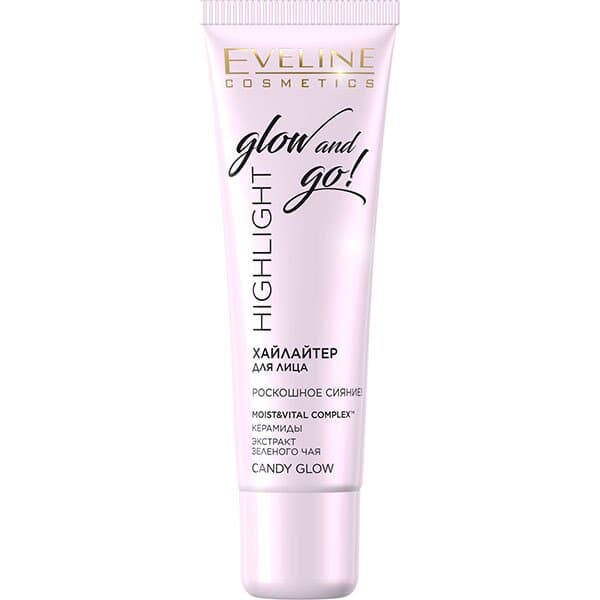 EVELINE
COSMETICS
glow and
go!
HIGHLIGHT
ХАЙЛАЙТЕР
ДЛЯ ЛИЦА
РОСКОШНОЕ СИЯНИЕ!
MOIST&VITAL COMPLEX™
КЕРАМИДЫ
ЭКСТРАКТ
ЗЕЛЕНОГО ЧАЯ
CANDY GLOW